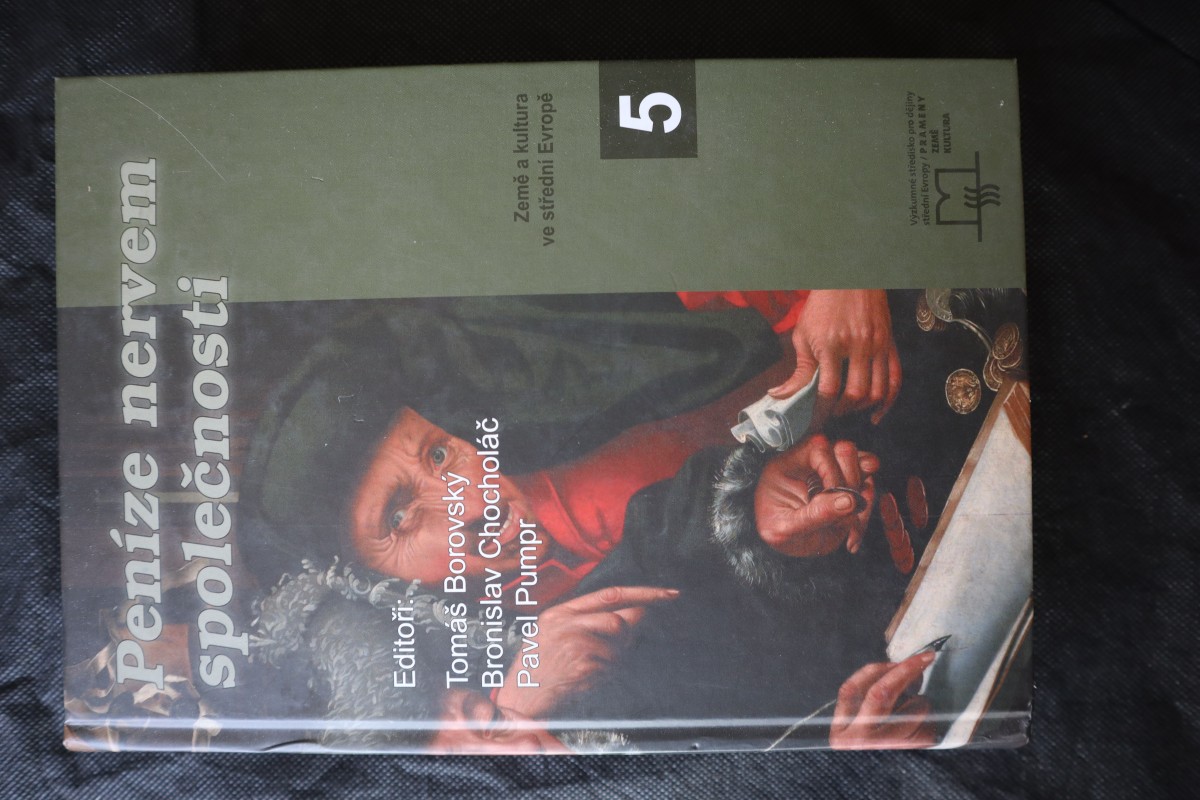 Peníze nervem
společnosti
Editoři:
Tomáš Borovský
Bronislav Chocholáč
Pavel Pumpr
Země a kultura
ve střední Evropě
5
Výzkumné středisko pro dějiny
střední Evropy / PRAMENY
ZEMĚ
KULTURA